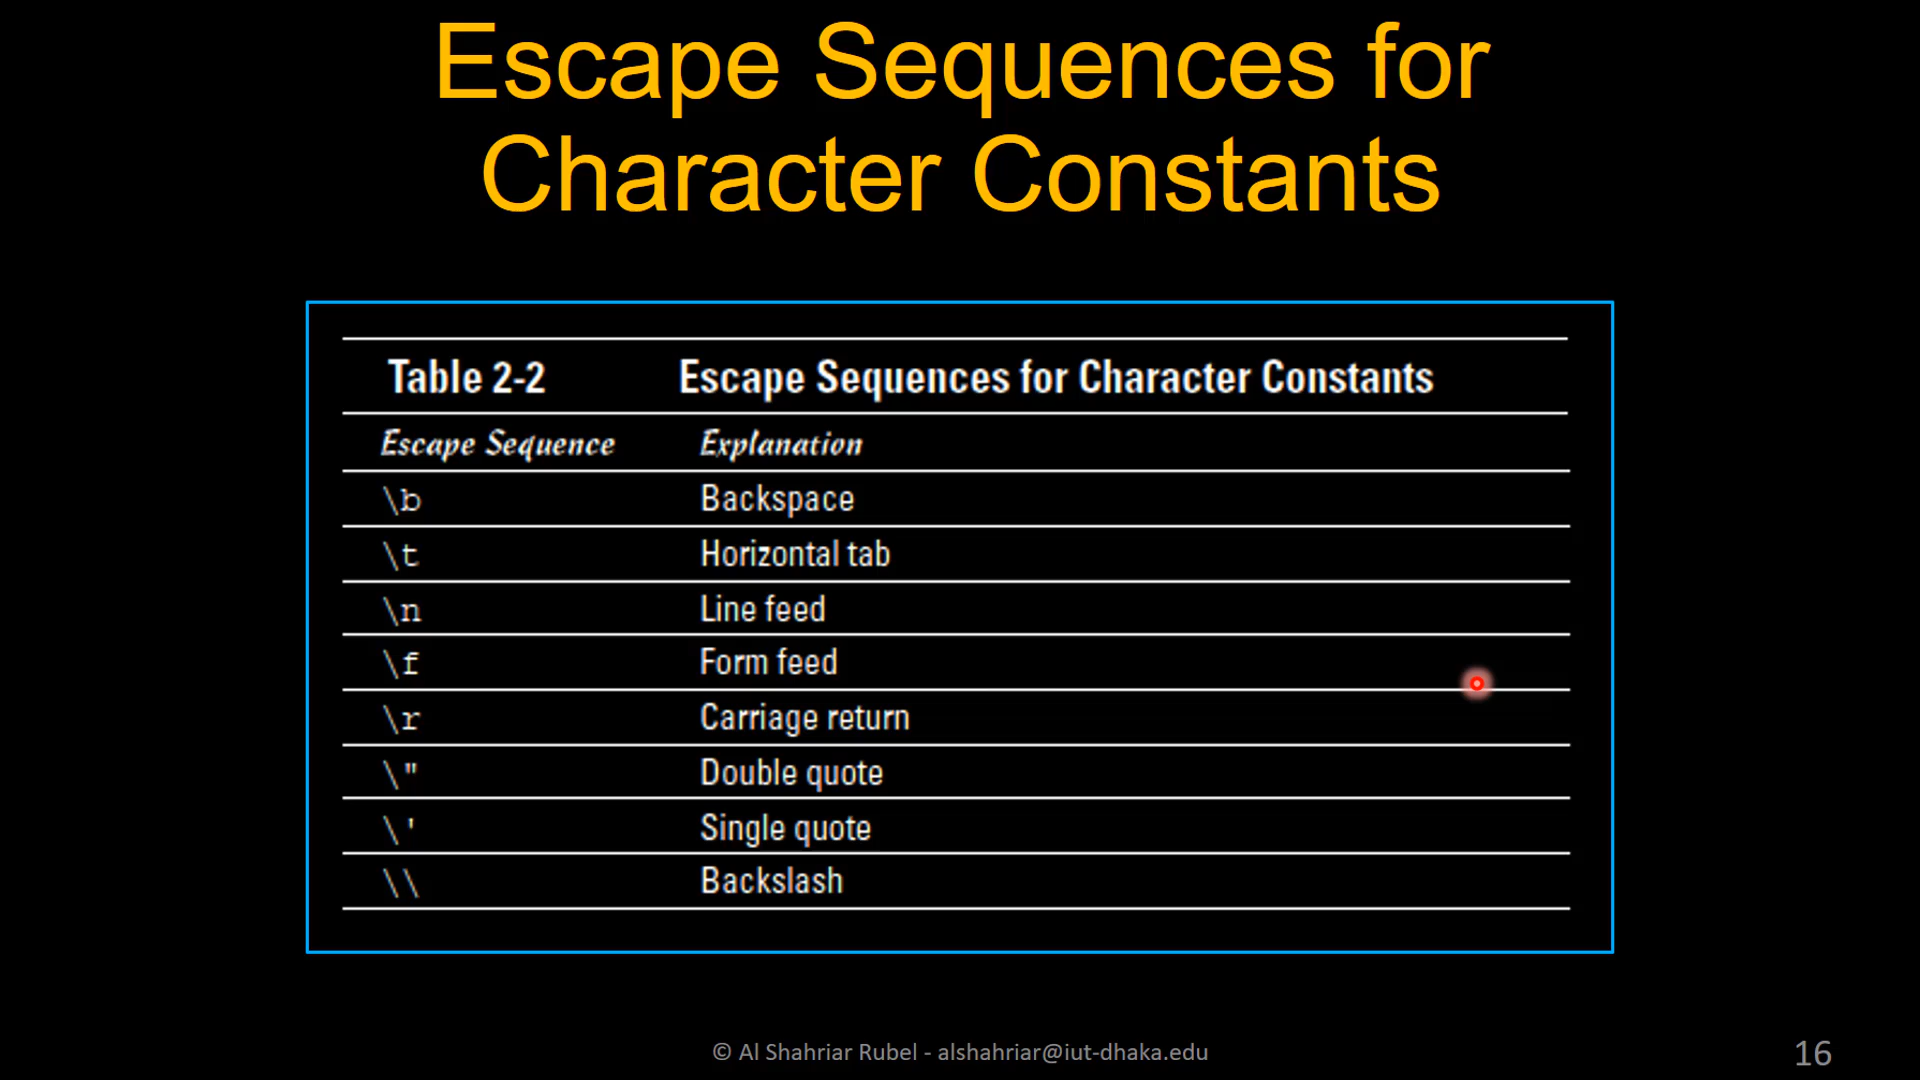 Escape Sequences for
Character Constants
Table 2-2 Escape Sequences for Character Constants
Escape Sequence Explanation
\b Backspace
\t Horizontal tab
\n Line feed
\f Form feed
\r Carriage return
\" Double quote
\' Single quote
\\ Backslash
© Al Shahriar Rubel - alshahriar@iut-dhaka.edu
16